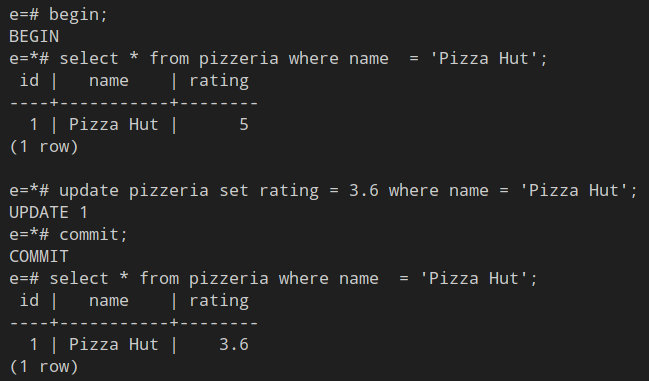 e=# begin;
BEGIN
e=*# select * from pizzeria where name  = 'Pizza Hut';
 id |   name    | rating
----+-----------+--------
  1 | Pizza Hut |      5
(1 row)

e=*# update pizzeria set rating = 3.6 where name = 'Pizza Hut';
UPDATE 1
e=*# commit;
COMMIT
e=# select * from pizzeria where name  = 'Pizza Hut';
 id |   name    | rating
----+-----------+--------
  1 | Pizza Hut |    3.6
(1 row)